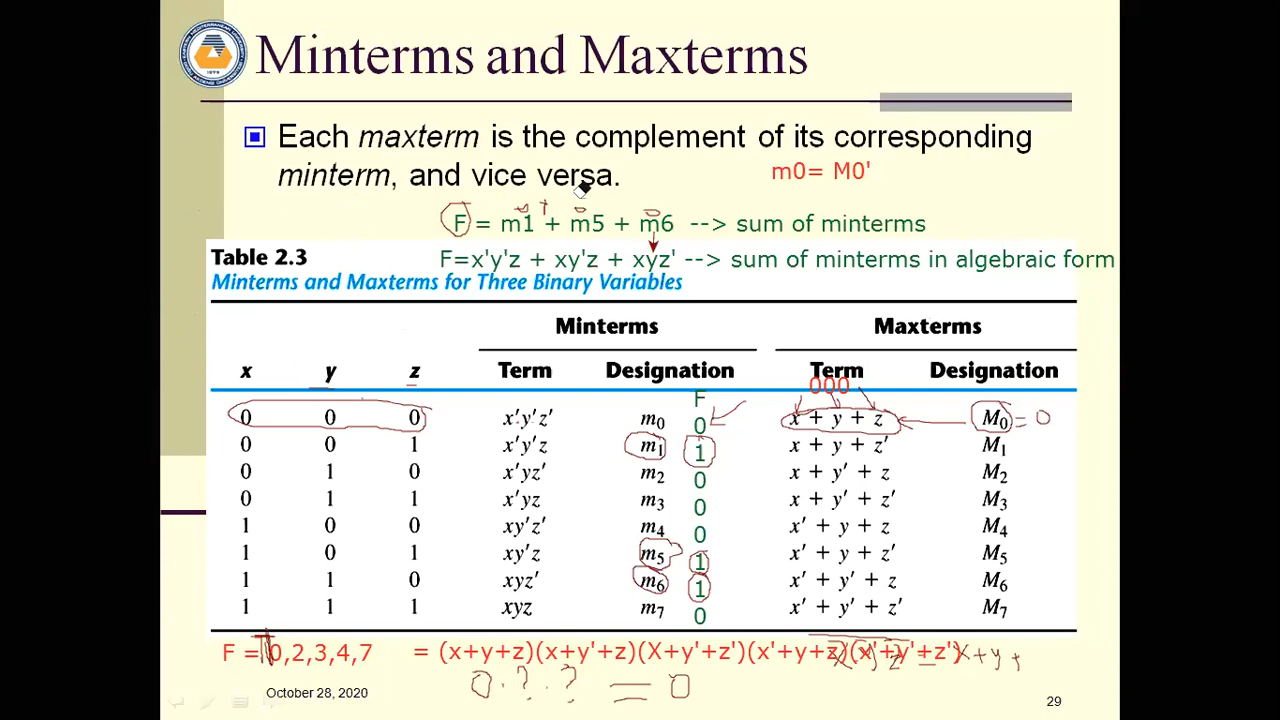 Minterms and Maxterms
Each maxterm is the complement of its corresponding
minterm, and vice versa.
m0= M0'
F = m1 + m5 + m6 --> sum of minterms
F=x'y'z + xy'z + xyz' --> sum of minterms in algebraic form
Table 2.3
Minterms and Maxterms for Three Binary Variables
Minterms Maxterms
x y z Term Designation Term Designation
F 000
0 0 0 x′y′z′ m0 0 x + y + z M0 = 0
0 0 1 x′y′z m1 1 x + y + z′ M1
0 1 0 x′yz′ m2 0 x + y′ + z M2
0 1 1 x′yz m3 0 x + y′ + z′ M3
1 0 0 xy′z′ m4 0 x′ + y + z M4
1 0 1 xy′z m5 1 x′ + y + z′ M5
1 1 0 xyz′ m6 1 x′ + y′ + z M6
1 1 1 xyz m7 0 x′ + y′ + z′ M7
F = 0,2,3,4,7 = (x+y+z)(x+y'+z)(X+y'+z')(x'+y+z)(x'+y'+z') x+y+
0 . ? . ? = 0
October 28, 2020
29